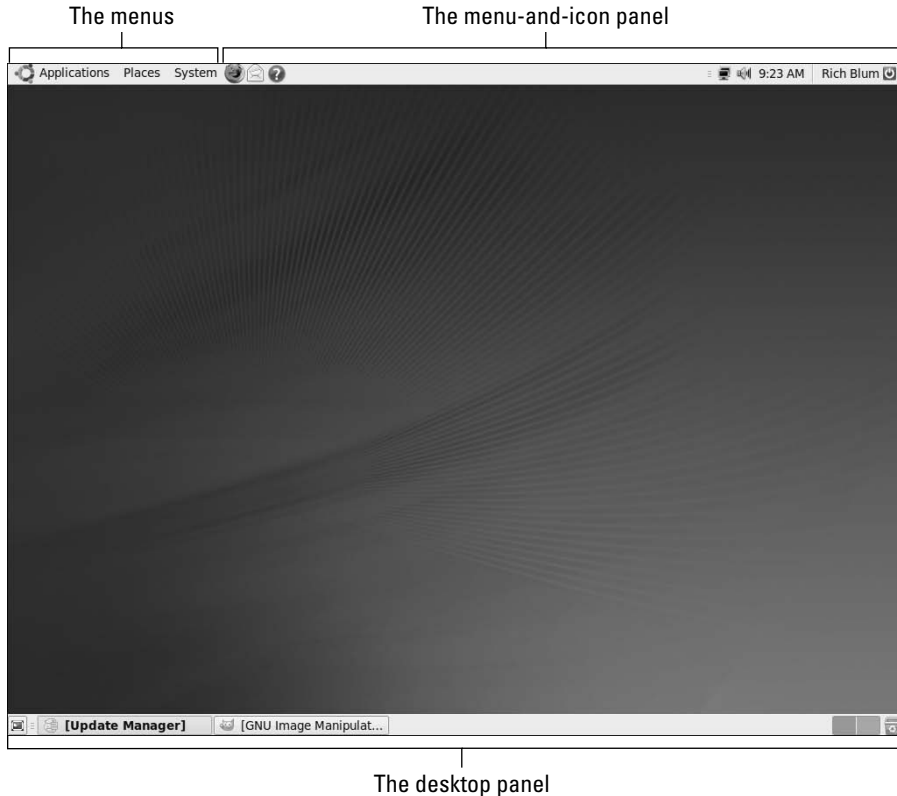 The menus
The menu-and-icon panel
Applications Places System
9:23 AM Rich Blum
[Update Manager]
[GNU Image Manipulat...
The desktop panel